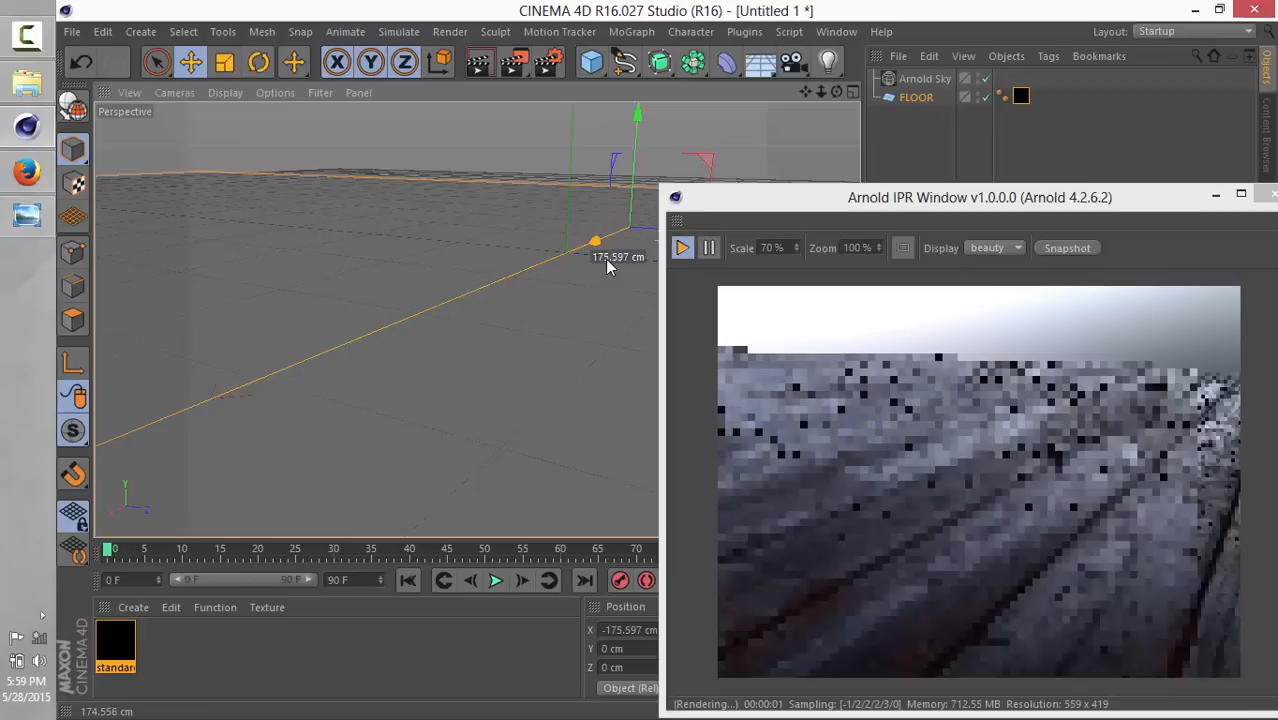 CINEMA 4D R16.027 Studio (R16) - [Untitled 1 *]
File Edit Create Select Tools Mesh Snap Animate Simulate Render Sculpt Motion Tracker MoGraph Character Plugins Script Window Help
Layout: Startup
View Cameras Display Options Filter Panel
File Edit View Objects Tags Bookmarks
Perspective
Arnold Sky
FLOOR
Objects
Content Browser
Arnold IPR Window v1.0.0.0 (Arnold 4.2.6.2)
Scale 70 % Zoom 100 % Display beauty Snapshot
175.597 cm
X Y Z
S
Y
X Z
0 5 10 15 20 25 30 35 40 45 50 55 60 65 70
0 F 0 F 90 F 90 F
Create Edit Function Texture
Position
X -175.597 cm
Y 0 cm
Z 0 cm
Object (Rel)
standar
MAXON
CINEMA 4D
5:59 PM
5/28/2015
174.556 cm
(Rendering...) 00:00:01 Sampling: [-1/2/2/2/3/0] Memory: 712.55 MB Resolution: 559 x 419